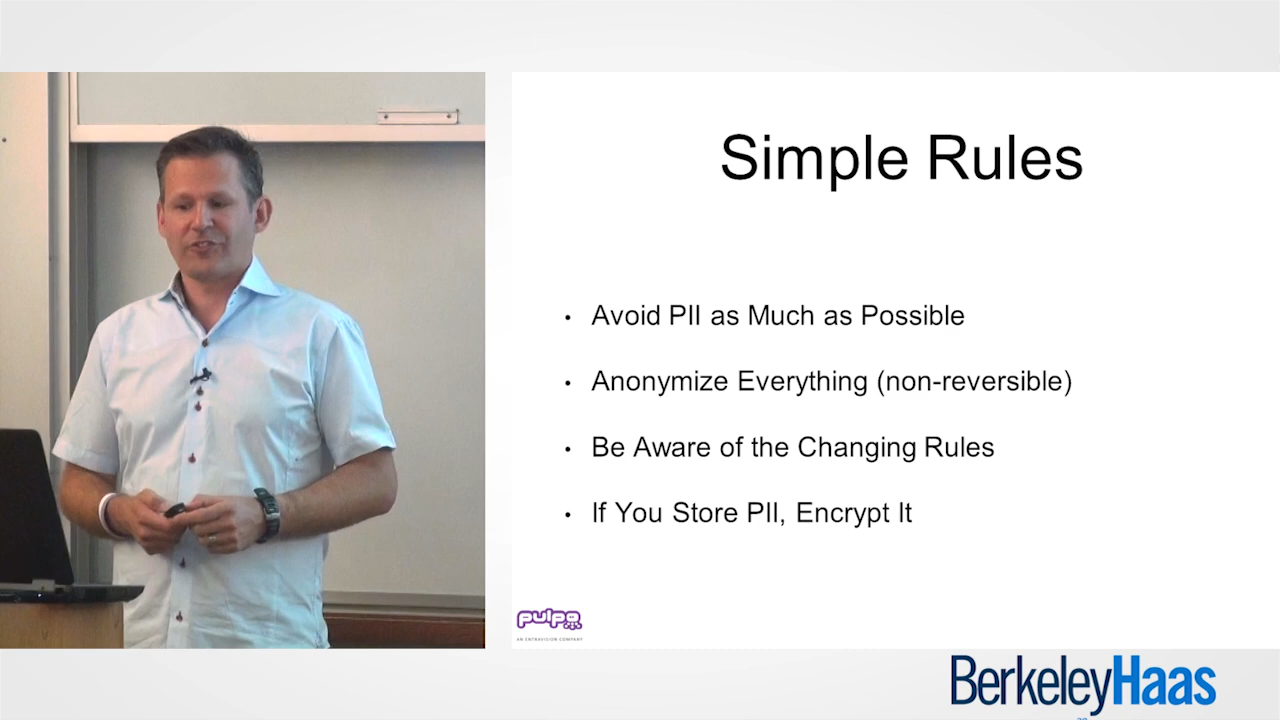 Simple Rules
• Avoid PII as Much as Possible
• Anonymize Everything (non-reversible)
• Be Aware of the Changing Rules
• If You Store PII, Encrypt It
pulpo
AN ENTRAVISION COMPANY
BerkeleyHaas